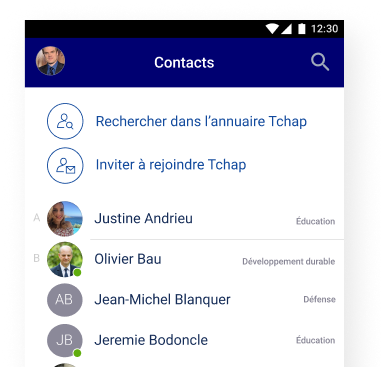 12:30
Contacts
Rechercher dans l'annuaire Tchap
Inviter à rejoindre Tchap
A
Justine Andrieu
Éducation
B
Olivier Bau
Développement durable
AB
Jean-Michel Blanquer
Défense
JB
Jeremie Bodoncle
Éducation